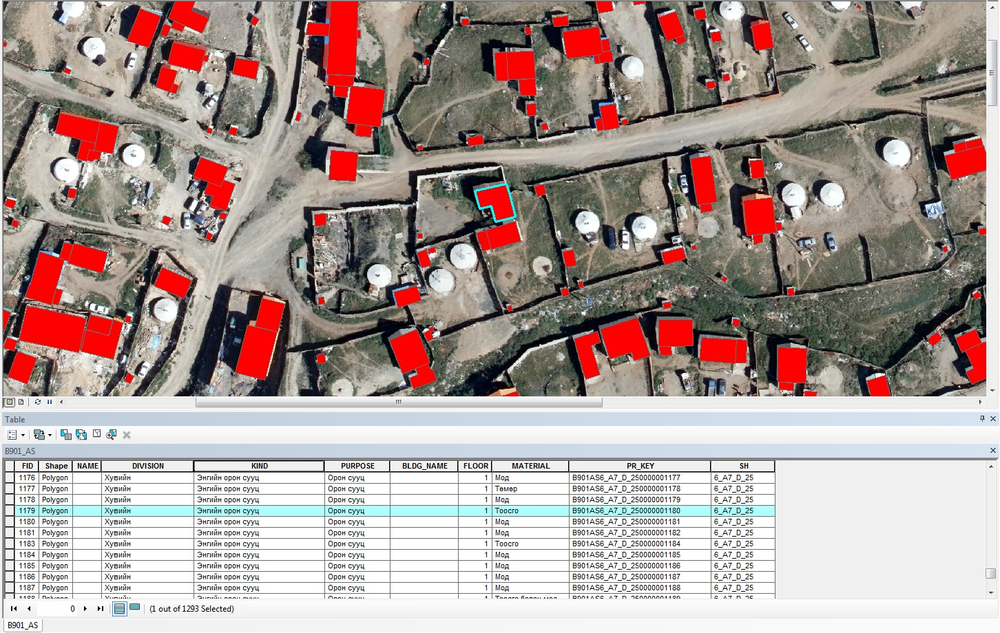 Table
B901_AS
FID Shape NAME DIVISION KIND PURPOSE BLDG_NAME FLOOR MATERIAL PR_KEY SH
1176 Polygon Хувийн Энгийн орон сууц Орон сууц 1 Мод B901AS6_A7_D_250000001177 6_A7_D_25
1177 Polygon Хувийн Энгийн орон сууц Орон сууц 1 Төмөр B901AS6_A7_D_250000001178 6_A7_D_25
1178 Polygon Хувийн Энгийн орон сууц Орон сууц 1 Мод B901AS6_A7_D_250000001179 6_A7_D_25
1179 Polygon Хувийн Энгийн орон сууц Орон сууц 1 Тоосго B901AS6_A7_D_250000001180 6_A7_D_25
1180 Polygon Хувийн Энгийн орон сууц Орон сууц 1 Мод B901AS6_A7_D_250000001181 6_A7_D_25
1181 Polygon Хувийн Энгийн орон сууц Орон сууц 1 Мод B901AS6_A7_D_250000001182 6_A7_D_25
1183 Polygon Хувийн Энгийн орон сууц Орон сууц 1 Тоосго B901AS6_A7_D_250000001184 6_A7_D_25
1184 Polygon Хувийн Энгийн орон сууц Орон сууц 1 Мод B901AS6_A7_D_250000001185 6_A7_D_25
1185 Polygon Хувийн Энгийн орон сууц Орон сууц 1 Мод B901AS6_A7_D_250000001186 6_A7_D_25
1186 Polygon Хувийн Энгийн орон сууц Орон сууц 1 Мод B901AS6_A7_D_250000001187 6_A7_D_25
1187 Polygon Хувийн Энгийн орон сууц Орон сууц 1 Мод B901AS6_A7_D_250000001188 6_A7_D_25
0 (1 out of 1293 Selected)
B901_AS